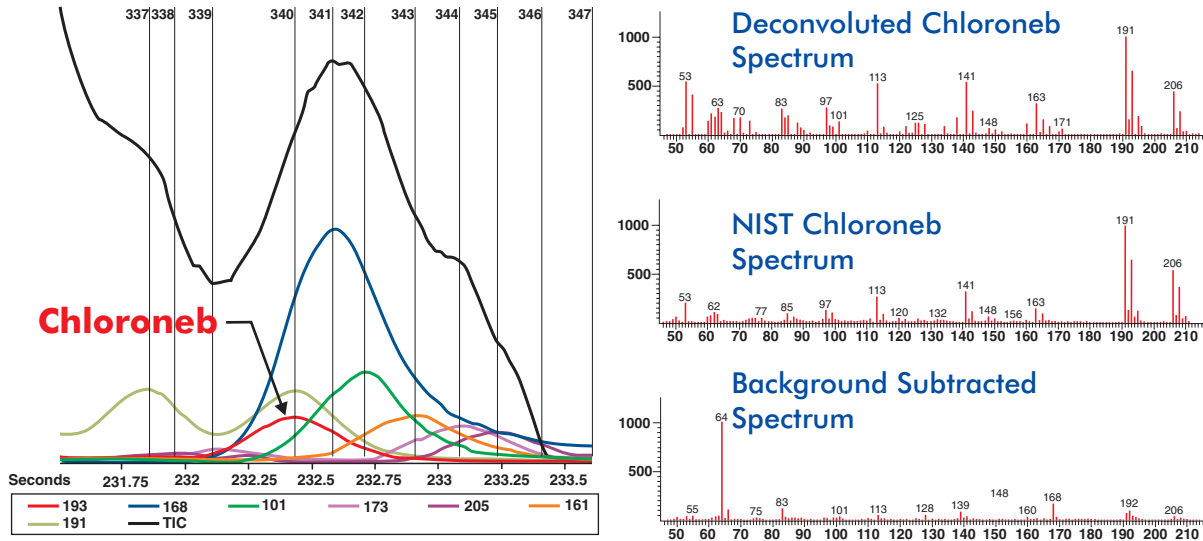 337 338 339 340 341 342 343 344 345 346 347
Chloroneb
Seconds 231.75 232 232.25 232.5 232.75 233 233.25 233.5
193 168 101 173 205 161
191 TIC
Deconvoluted Chloroneb
Spectrum
1000
500
53 63 70 83 97 101 113 125 141 148 163 171 191 206
50 60 70 80 90 100 110 120 130 140 150 160 170 180 190 200 210
NIST Chloroneb
Spectrum
1000
500
53 62 77 85 97 113 120 132 141 148 156 163 191 206
50 60 70 80 90 100 110 120 130 140 150 160 170 180 190 200 210
Background Subtracted
Spectrum
1000
500
55 64 75 83 101 113 128 139 148 160 168 192 206
50 60 70 80 90 100 110 120 130 140 150 160 170 180 190 200 210